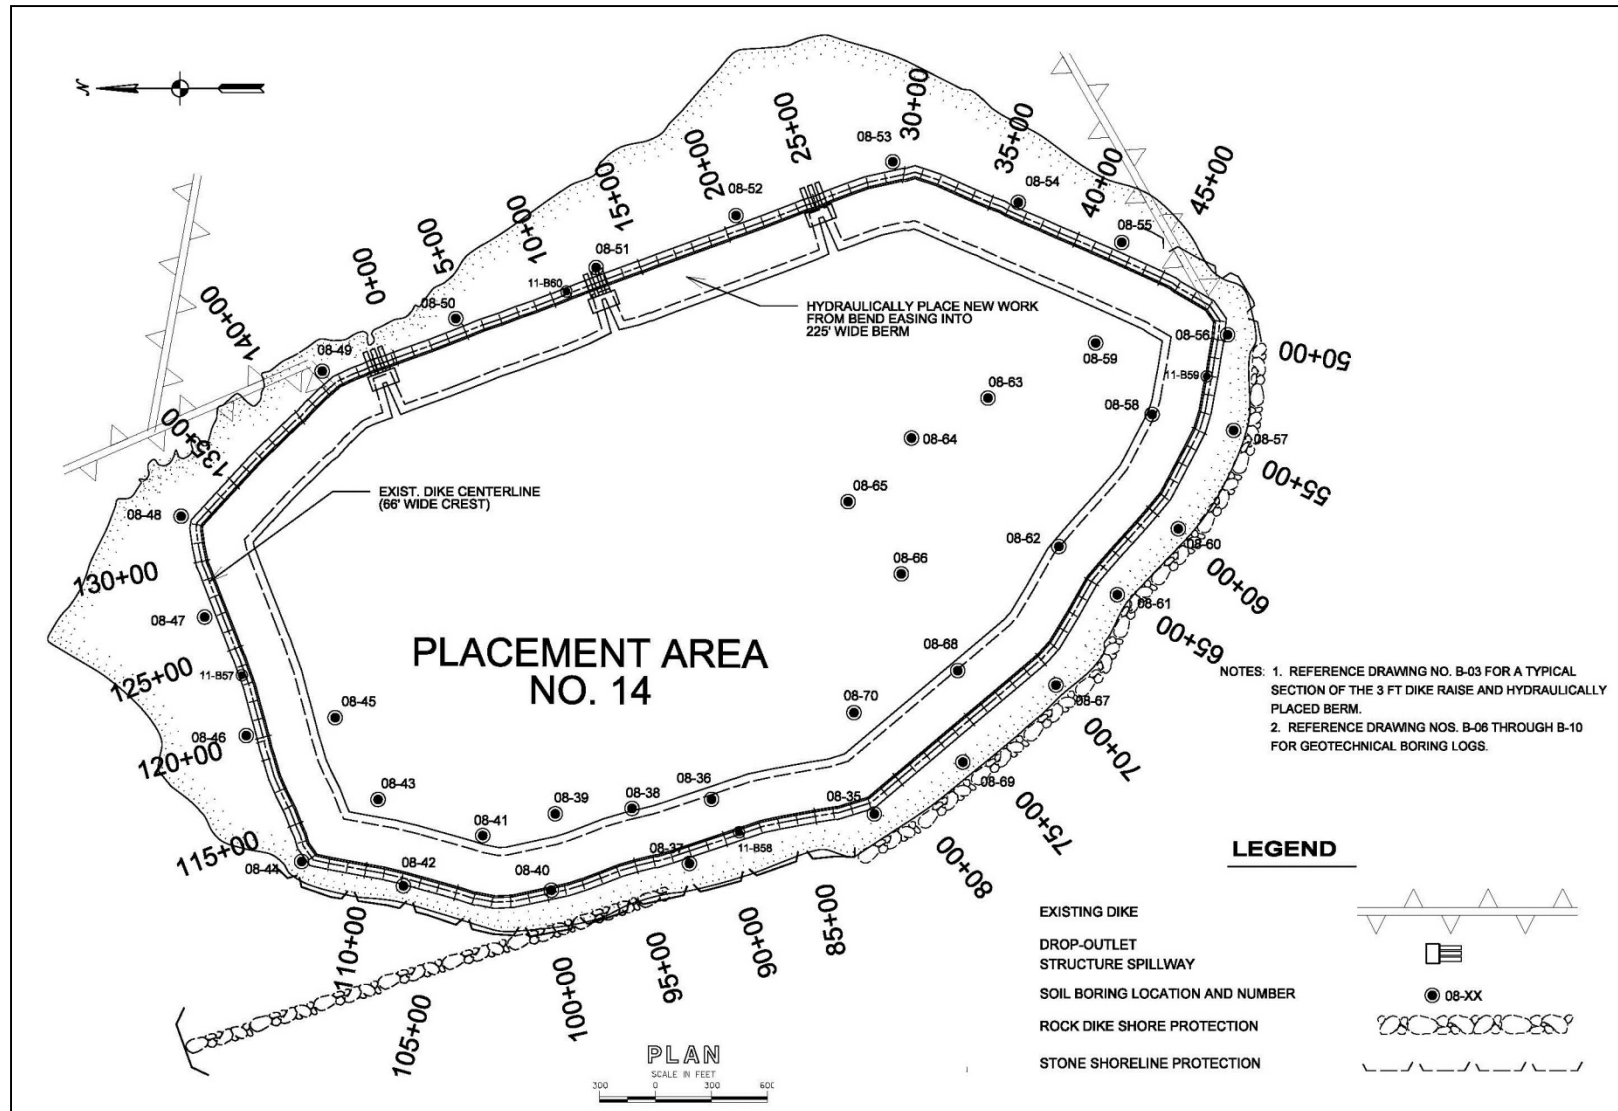 N
25+00
30+00
08-53
35+00
20+00
08-52
15+00
08-54
40+00
45+00
10+00
08-55
5+00
08-51
0+00
11-B60
08-50
140+00
08-49
HYDRAULICALLY PLACE NEW WORK
FROM BEND EASING INTO
225' WIDE BERM
08-56
50+00
08-59
11-B59
08-63
08-58
135+00
08-64
08-57
EXIST. DIKE CENTERLINE
(66' WIDE CREST)
08-65
55+00
08-48
08-62
08-60
08-66
130+00
60+00
08-61
08-47
65+00
PLACEMENT AREA
NO. 14
08-68
125+00
11-B57
08-67
NOTES: 1. REFERENCE DRAWING NO. B-03 FOR A TYPICAL
SECTION OF THE 3 FT DIKE RAISE AND HYDRAULICALLY
PLACED BERM.
2. REFERENCE DRAWING NOS. B-06 THROUGH B-10
FOR GEOTECHNICAL BORING LOGS.
08-45
08-70
08-46
70+00
120+00
08-69
08-43
08-39
08-38
08-36
08-35
75+00
08-41
11-B58
115+00
08-44
08-42
08-40
08-37
80+00
110+00
85+00
90+00
95+00
100+00
105+00
LEGEND
EXISTING DIKE
DROP-OUTLET
STRUCTURE SPILLWAY
SOIL BORING LOCATION AND NUMBER
08-XX
ROCK DIKE SHORE PROTECTION
STONE SHORELINE PROTECTION
PLAN
SCALE IN FEET
300 0 300 600